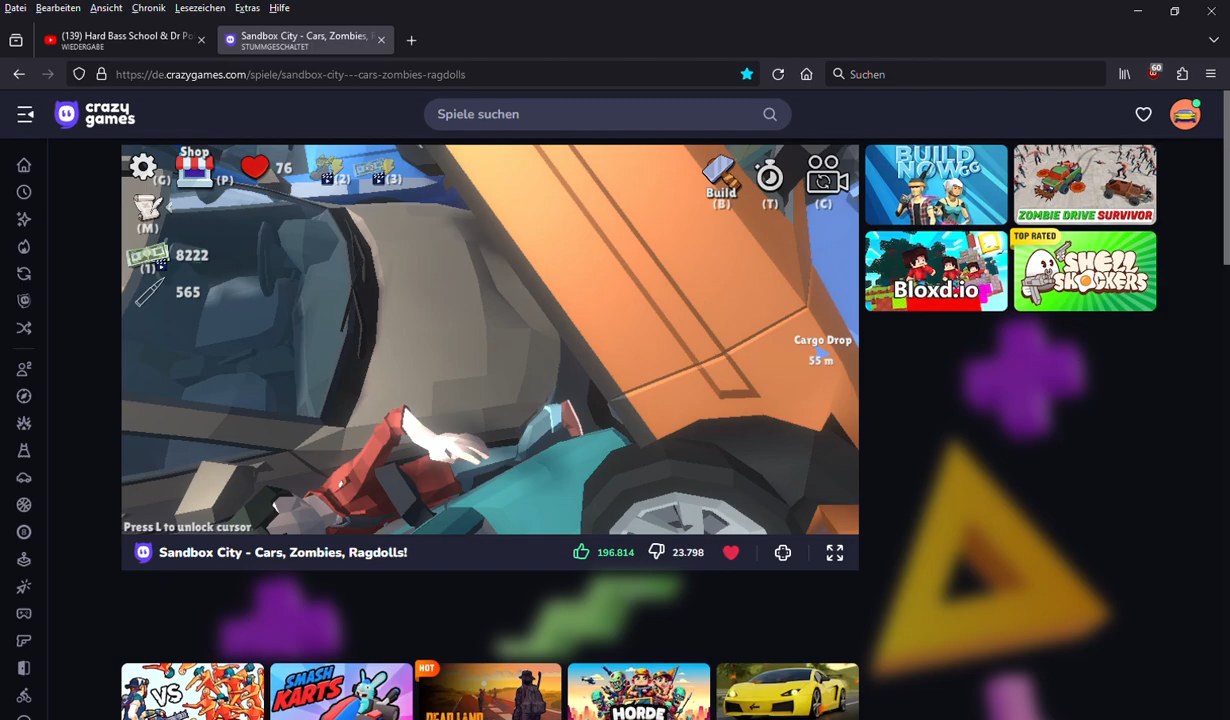 Datei Bearbeiten Ansicht Chronik Lesezeichen Extras Hilfe
(139) Hard Bass School & Dr Po
WIEDERGABE
Sandbox City - Cars, Zombies, R
STUMMGESCHALTET
https://de.crazygames.com/spiele/sandbox-city---cars-zombies-ragdolls
Suchen
60
crazy
games
Spiele suchen
Shop
(G)
(P)
76
(2)
(3)
(M)
(1)
8222
565
Build
(B)
(T)
(C)
Cargo Drop
55 m
Press L to unlock cursor
BUILD
NOW GG
ZOMBIE DRIVE SURVIVOR
Bloxd.io
TOP RATED
SHELL
SHOCKERS
Sandbox City - Cars, Zombies, Ragdolls!
196.814
23.798
VS
SMASH
KARTS
HOT
DEAD LAND
HORDE